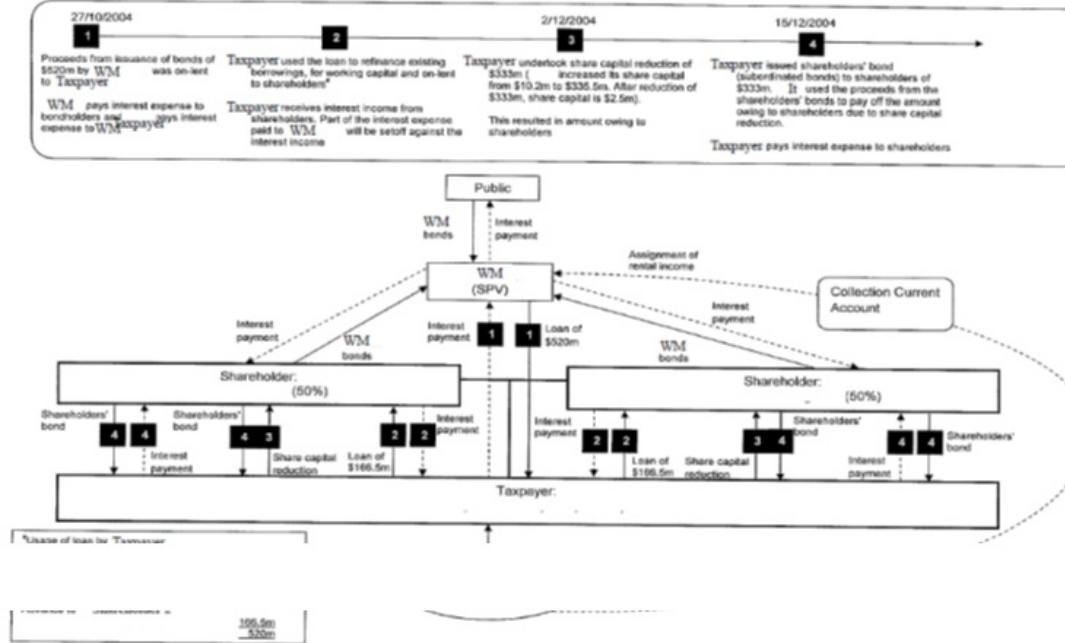 27/10/2004
2/12/2004
15/12/2004
1
2
3
4
Proceeds from issuance of bonds of
$520m by WM was on-lent
to Taxpayer
WM pays interest expense to
bondholders and pays interest
expense to WM Taxpayer
Taxpayer used the loan to refinance existing
borrowings, for working capital and on-lent
to shareholders*
Taxpayer receives interest income from
shareholders. Part of the interest expense
paid to WM will be setoff against the
interest income
Taxpayer undertook share capital reduction of
$333m ( increased its share capital
from $10.2m to $335.5m. After reduction of
$333m, share capital is $2.5m).
This resulted in amount owing to
shareholders
Taxpayer issued shareholders' bond
(subordinated bonds) to shareholders of
$333m. It used the proceeds from the
shareholders' bonds to pay off the amount
owing to shareholders due to share capital
reduction.
Taxpayer pays interest expense to shareholders
Public
WM
bonds
Interest
payment
WM
(SPV)
Assignment of
rental income
Collection Current
Account
Interest
payment
WM
bonds
Interest
payment
1
1
Loan of
$520m
WM
bonds
Interest
payment
Shareholder:
(50%)
Shareholder:
(50%)
Shareholders'
bond
4
4
Interest
payment
Shareholders'
bond
4
3
Share capital
reduction
Loan of
$166.5m
2
2
Interest
payment
Interest
payment
2
2
Loan of
$166.5m
Share capital
reduction
3
4
Shareholders'
bond
Interest
payment
4
4
Shareholders'
bond
Taxpayer:
*Usage of loan by Taxpayer
166.5m
520m